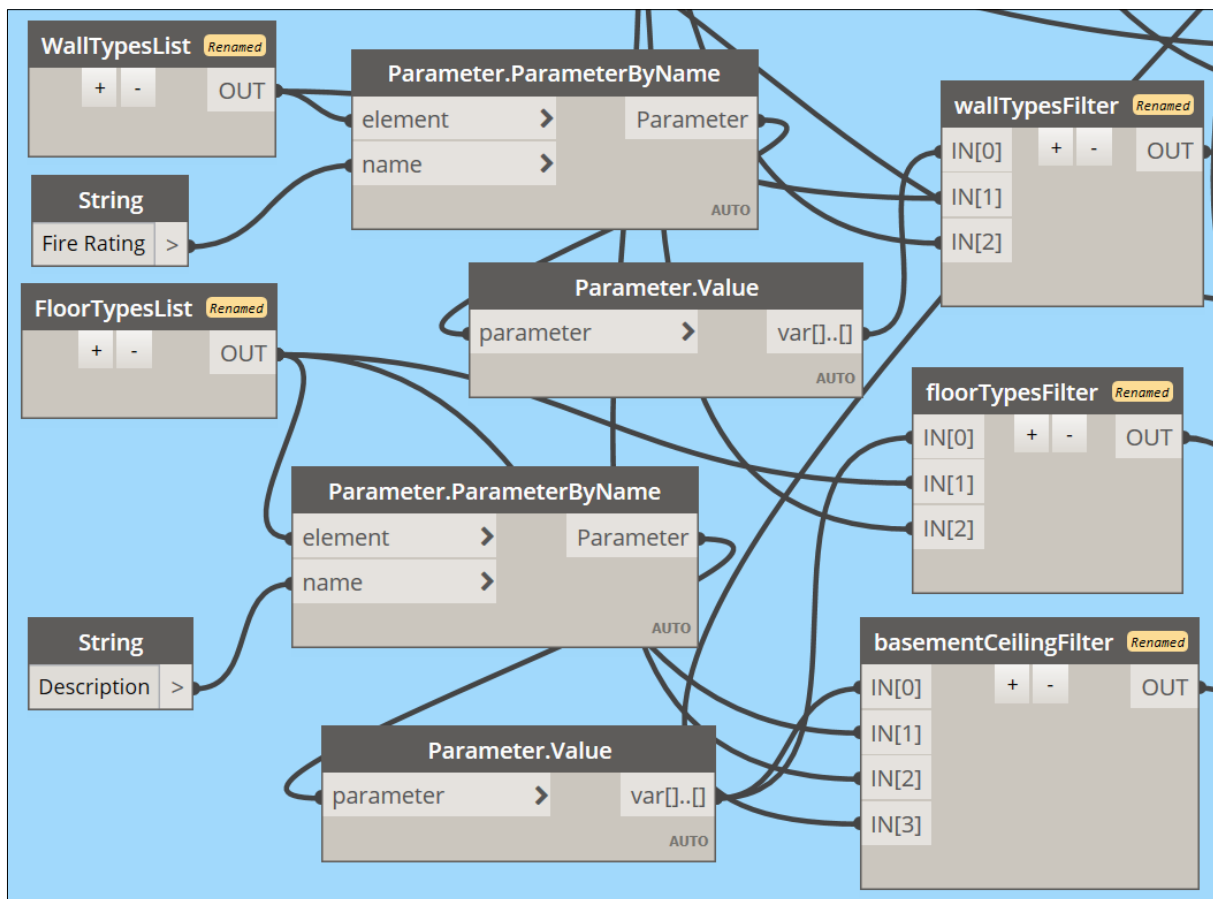 WallTypesList Renamed
+ - OUT
String
Fire Rating >
Parameter.ParameterByName
element > Parameter
name >
AUTO
wallTypesFilter Renamed
IN[0] + - OUT
IN[1]
IN[2]
FloorTypesList Renamed
+ - OUT
Parameter.Value
parameter > var[]..[]
AUTO
floorTypesFilter Renamed
IN[0] + - OUT
IN[1]
IN[2]
Parameter.ParameterByName
element > Parameter
name >
AUTO
String
Description >
basementCeilingFilter Renamed
IN[0] + - OUT
IN[1]
IN[2]
IN[3]
Parameter.Value
parameter > var[]..[]
AUTO